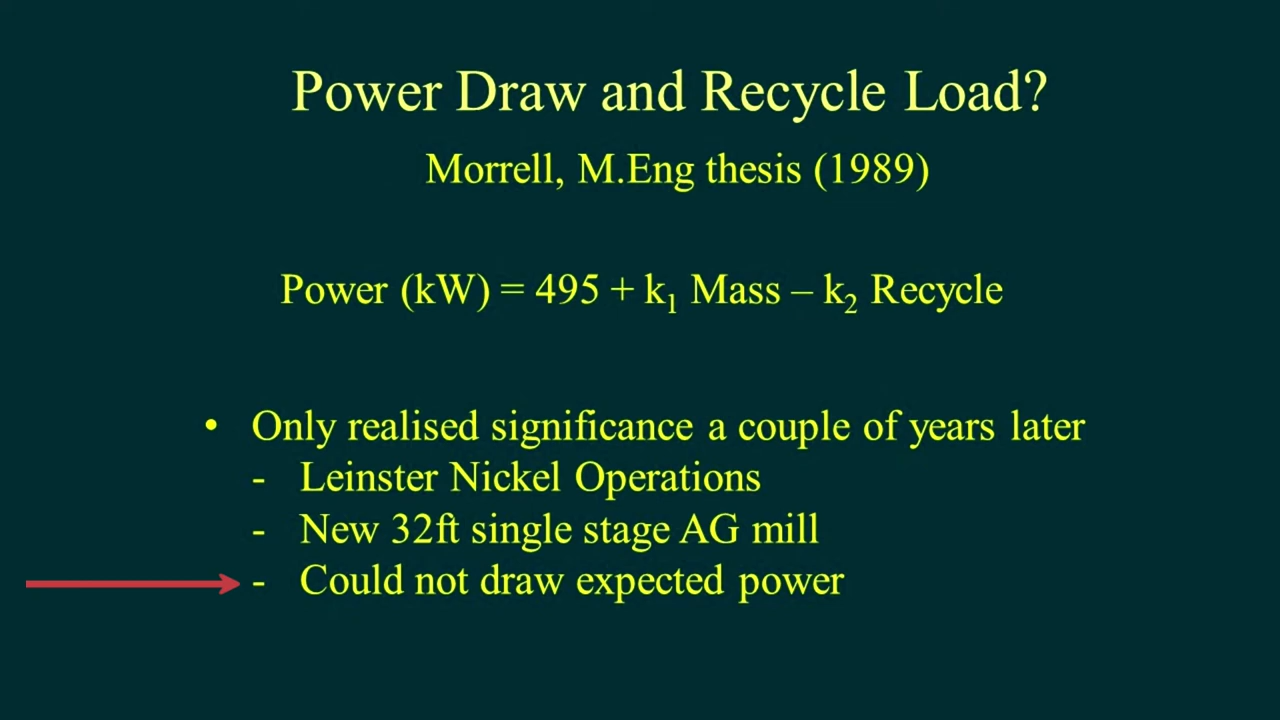 Power Draw and Recycle Load?
Morrell, M.Eng thesis (1989)
Power (kW) = 495 + k₁ Mass – k₂ Recycle
• Only realised significance a couple of years later
- Leinster Nickel Operations
- New 32ft single stage AG mill
- Could not draw expected power